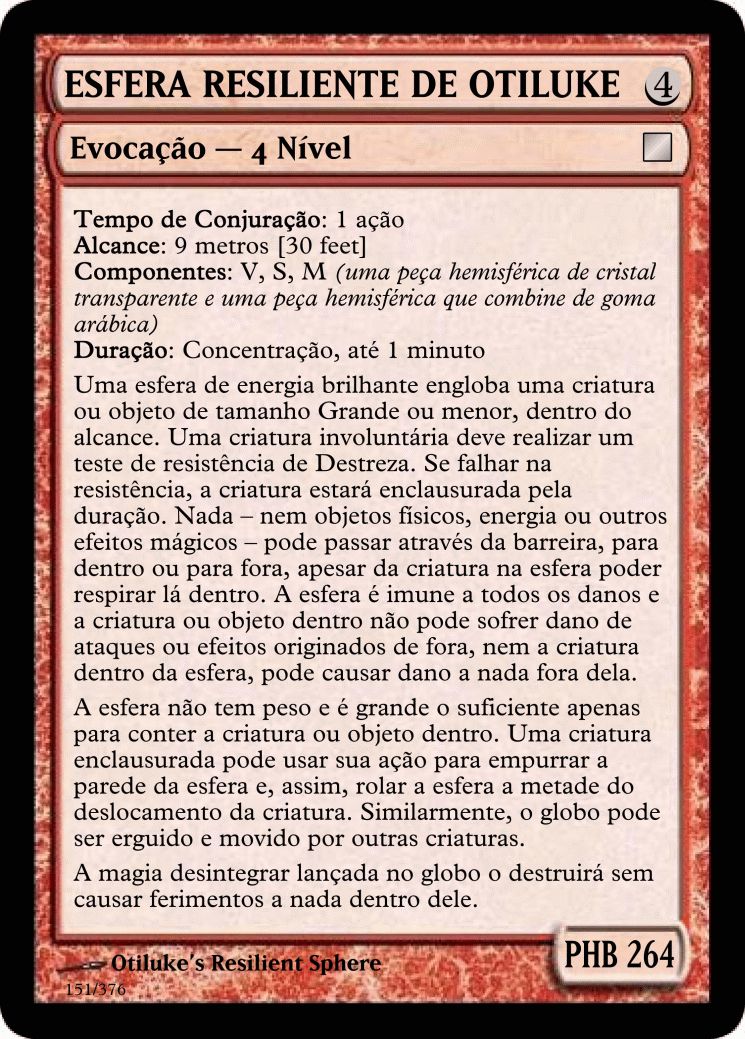 ESFERA RESILIENTE DE OTILUKE 4
Evocação — 4 Nível
Tempo de Conjuração: 1 ação
Alcance: 9 metros [30 feet]
Componentes: V, S, M (uma peça hemisférica de cristal
transparente e uma peça hemisférica que combine de goma
arábica)
Duração: Concentração, até 1 minuto
Uma esfera de energia brilhante engloba uma criatura
ou objeto de tamanho Grande ou menor, dentro do
alcance. Uma criatura involuntária deve realizar um
teste de resistência de Destreza. Se falhar na
resistência, a criatura estará enclausurada pela
duração. Nada – nem objetos físicos, energia ou outros
efeitos mágicos – pode passar através da barreira, para
dentro ou para fora, apesar da criatura na esfera poder
respirar lá dentro. A esfera é imune a todos os danos e
a criatura ou objeto dentro não pode sofrer dano de
ataques ou efeitos originados de fora, nem a criatura
dentro da esfera, pode causar dano a nada fora dela.
A esfera não tem peso e é grande o suficiente apenas
para conter a criatura ou objeto dentro. Uma criatura
enclausurada pode usar sua ação para empurrar a
parede da esfera e, assim, rolar a esfera a metade do
deslocamento da criatura. Similarmente, o globo pode
ser erguido e movido por outras criaturas.
A magia desintegrar lançada no globo o destruirá sem
causar ferimentos a nada dentro dele.
PHB 264
Otiluke's Resilient Sphere
151/376